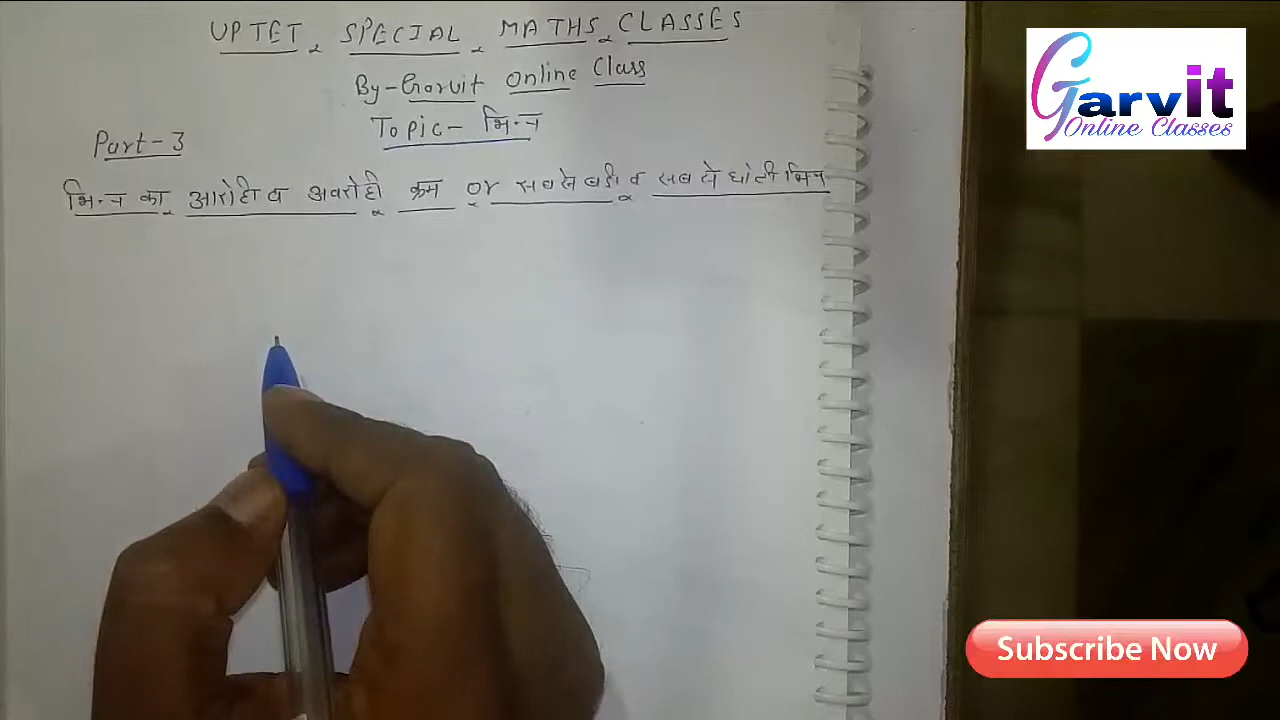 UPTET SPECIAL MATHS CLASSES
By-Garvit Online Class
Topic- भिन्न
Part-3
भिन्न का आरोही व अवरोही क्रम or सबसे बड़ी व सबसे छोटी भिन्न
Garvit
Online Classes
Subscribe Now